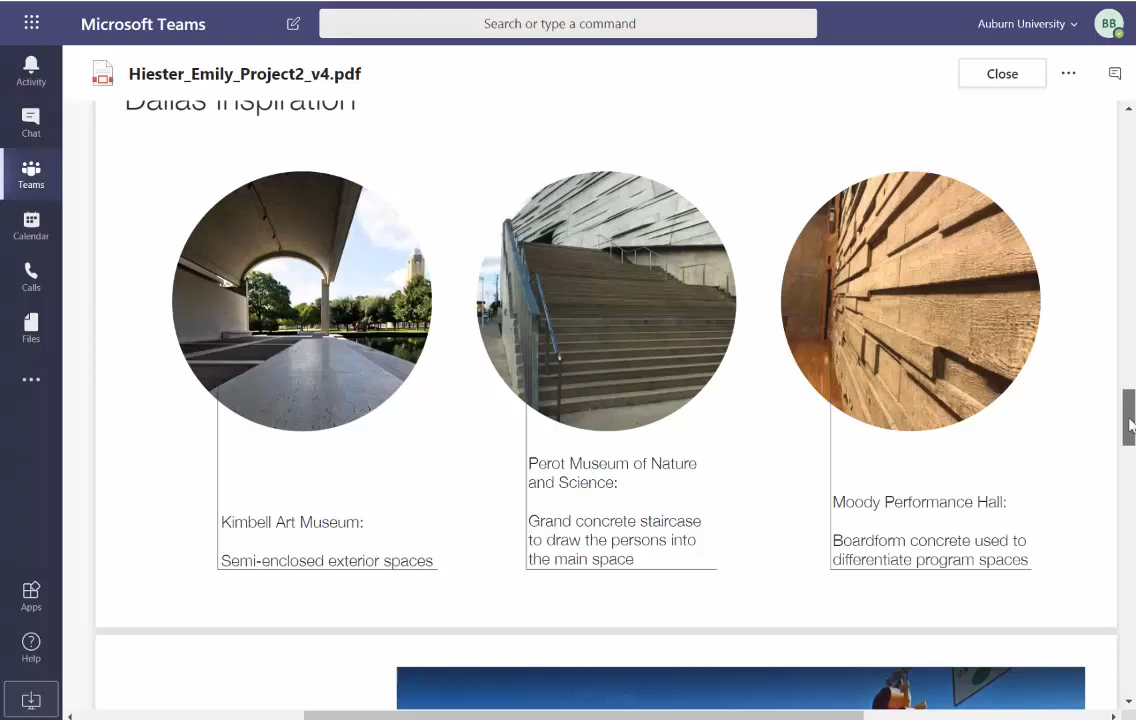 Microsoft Teams
Search or type a command
Auburn University
BB
Activity
Hiester_Emily_Project2_v4.pdf
Close
Chat
Teams
Calendar
Calls
Files
Apps
Help
Dallas Inspiration
Kimbell Art Museum:
Semi-enclosed exterior spaces
Perot Museum of Nature
and Science:
Grand concrete staircase
to draw the persons into
the main space
Moody Performance Hall:
Boardform concrete used to
differentiate program spaces